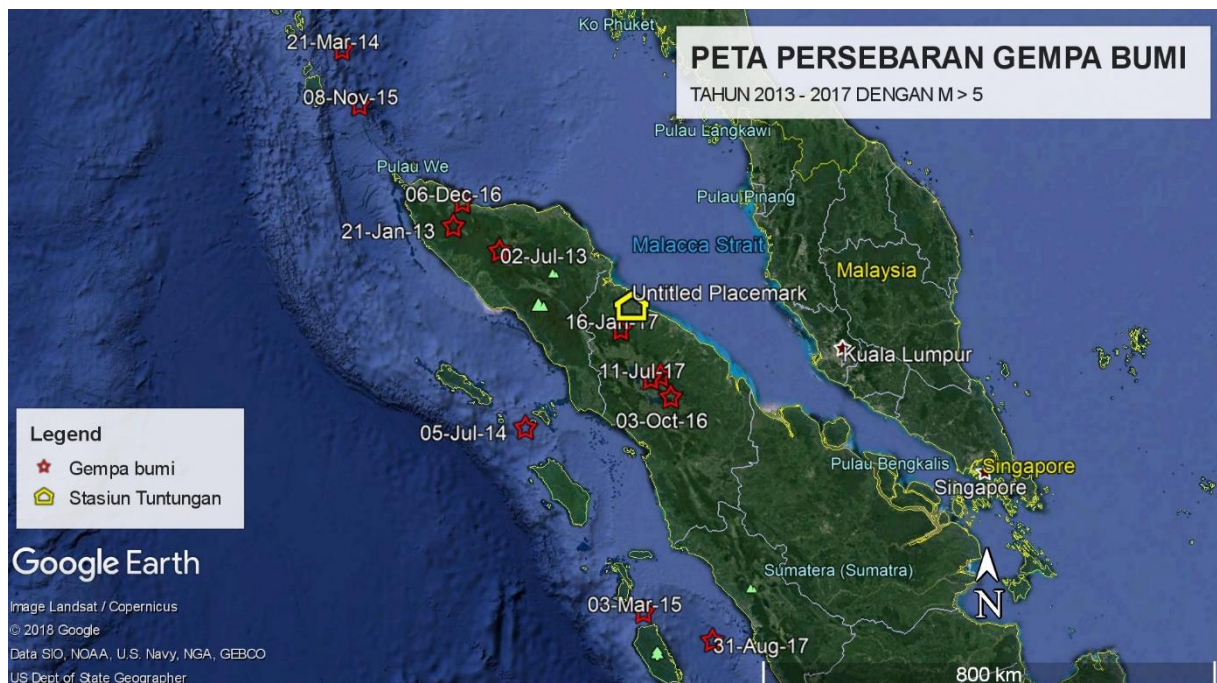 Ko Phuket
PETA PERSEBARAN GEMPA BUMI
TAHUN 2013 - 2017 DENGAN M > 5
21-Mar-14
08-Nov-15
Pulau Langkawi
Pulau We
06-Dec-16
Pulau Pinang
21-Jan-13
02-Jul-13
Malacca Strait
Malaysia
Untitled Placemark
16-Jan-17
Kuala Lumpur
11-Jul-17
03-Oct-16
05-Jul-14
Legend
Gempa bumi
Stasiun Tuntungan
Pulau Bengkalis
Singapore
Singapore
Google Earth
Sumatera (Sumatra)
N
03-Mar-15
31-Aug-17
Image Landsat / Copernicus
© 2018 Google
Data SIO, NOAA, U.S. Navy, NGA, GEBCO
US Dept of State Geographer
800 km